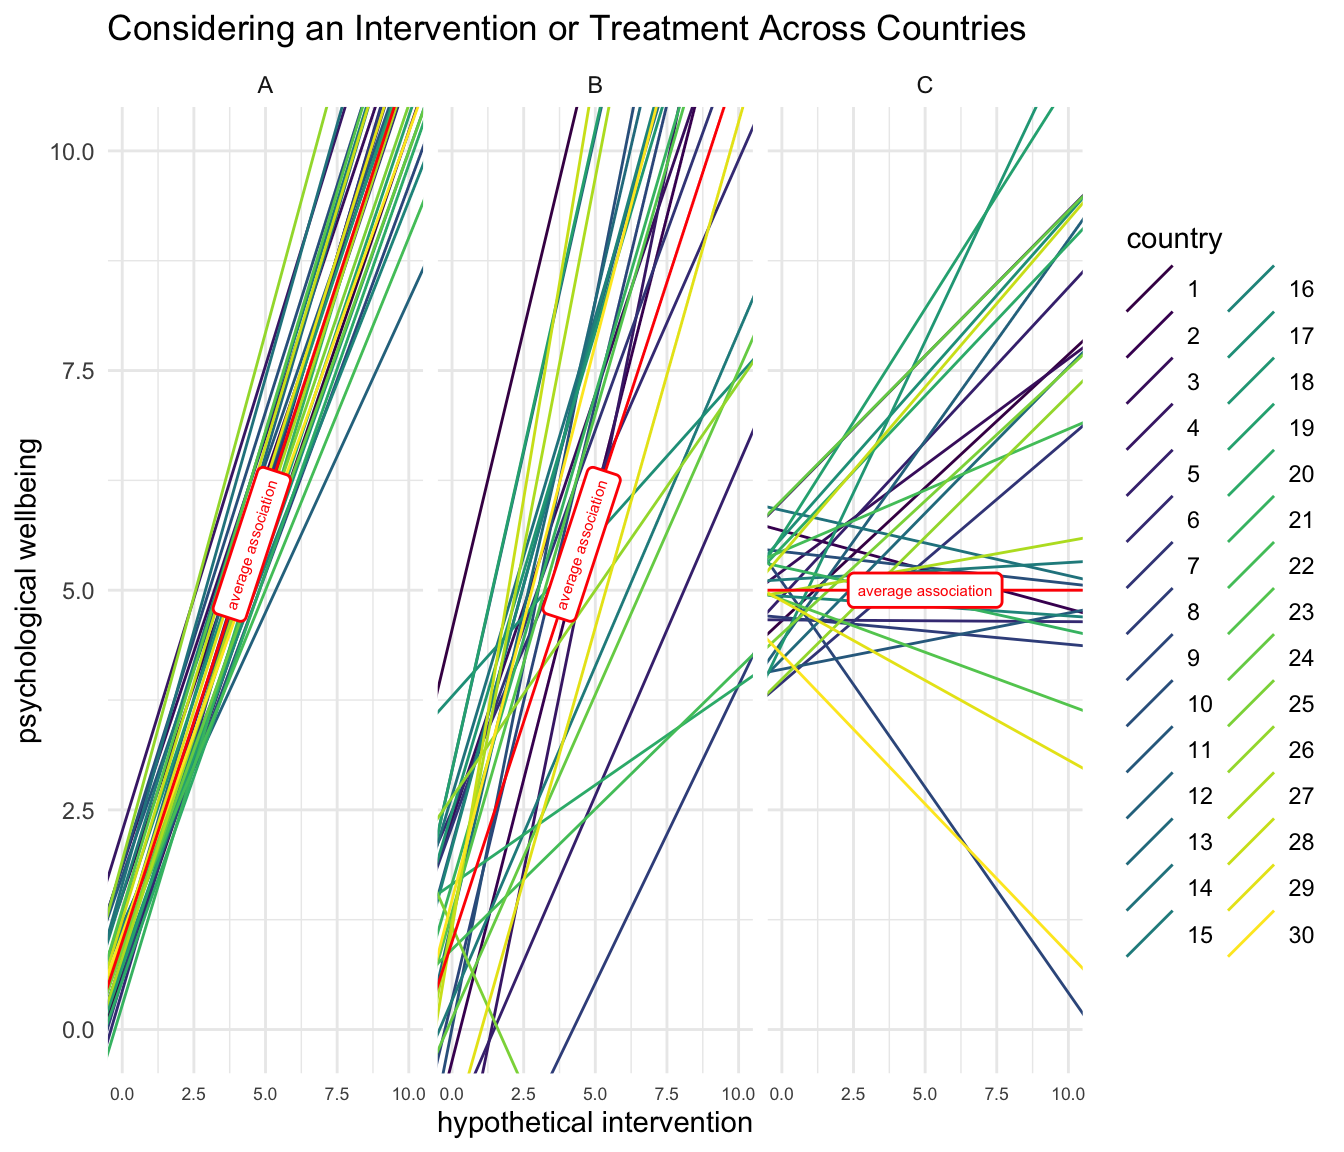 Considering an Intervention or Treatment Across Countries
A
B
C
psychological wellbeing
10.0
7.5
5.0
2.5
0.0
average association
average association
average association
0.0 2.5 5.0 7.5 10.0
0.0 2.5 5.0 7.5 10.0
0.0 2.5 5.0 7.5 10.0
hypothetical intervention
country
1 16
2 17
3 18
4 19
5 20
6 21
7 22
8 23
9 24
10 25
11 26
12 27
13 28
14 29
15 30